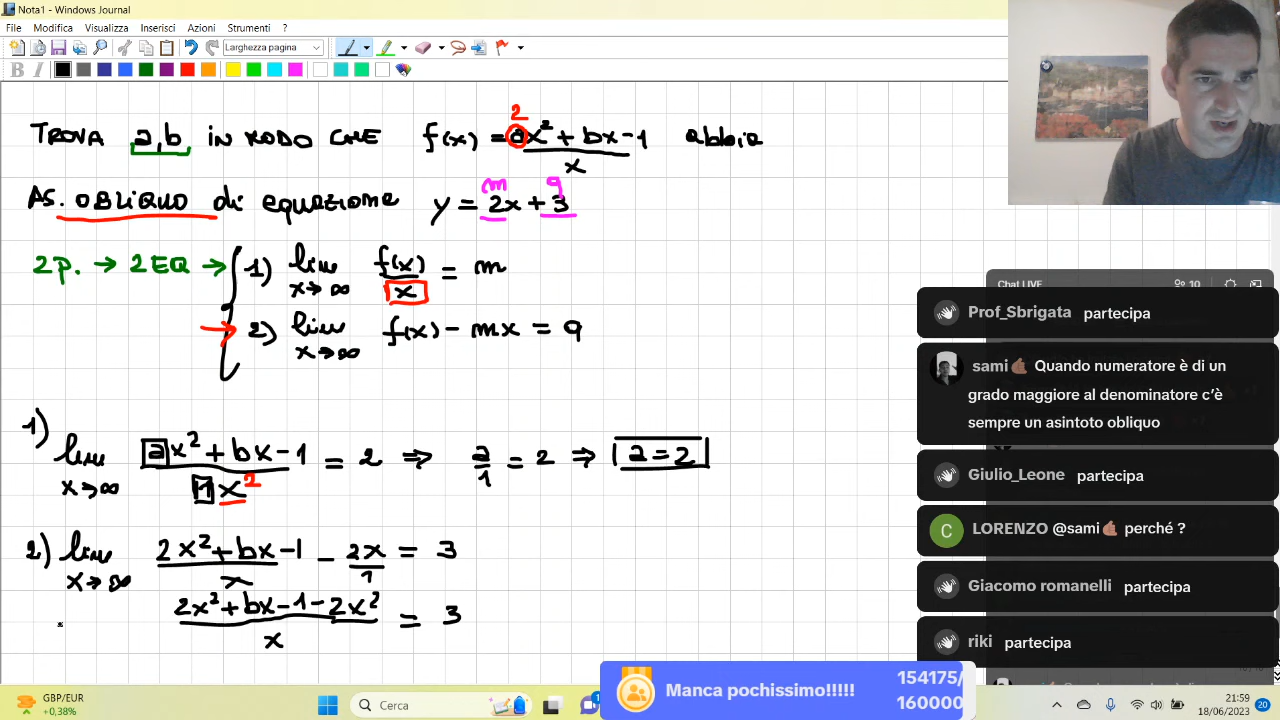 Nota1 - Windows Journal
File Modifica Visualizza Inserisci Azioni Strumenti ?
Larghezza pagina
B I
TROVA a,b IN MODO CHE f(x) = ax² + bx - 1 / x abbia
2
AS. OBLIQUO di equazione y = 2x + 3
m q
2P. → 2EQ → 1) lim x→∞ f(x) / x = m
2) lim x→∞ f(x) - mx = q
1) lim x→∞ ax² + bx - 1 / 1x² = 2 ⇒ a/1 = 2 ⇒ a = 2
2) lim x→∞ 2x² + bx - 1 / x - 2x/1 = 3
2x² + bx - 1 - 2x² / x = 3
Chat LIVE 10
Prof_Sbrigata partecipa
sami🤙🏽 Quando numeratore è di un
grado maggiore al denominatore c'è
sempre un asintoto obliquo
Giulio_Leone partecipa
C LORENZO @sami🤙🏽 perché ?
Giacomo romanelli partecipa
riki partecipa
Manca pochissimo!!!!! 154175/
160000
GBP/EUR
+0,38%
Cerca
21:59
18/06/2023
20